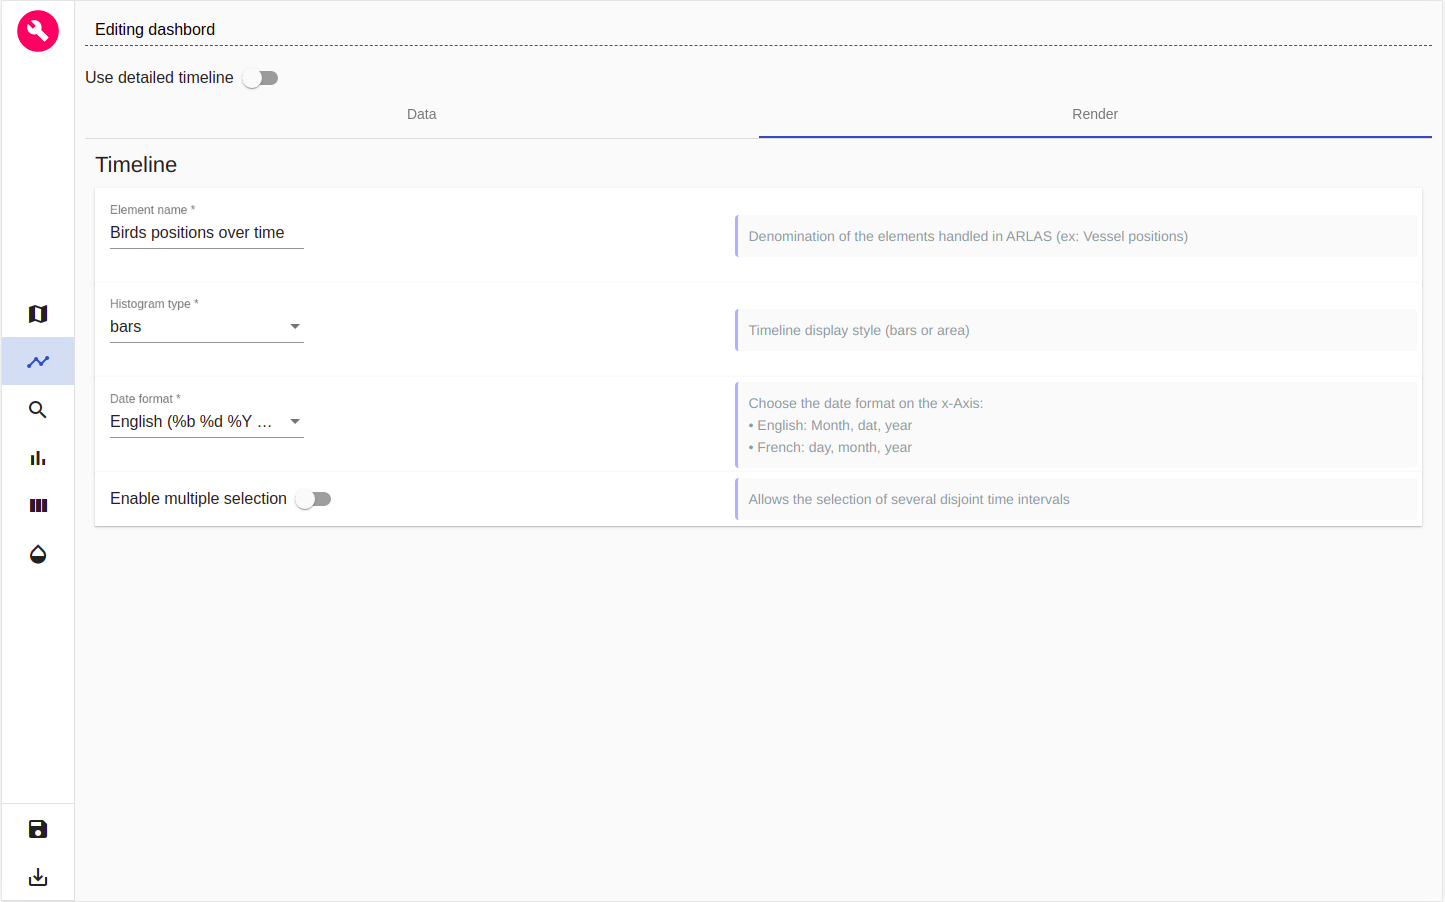 Editing dashbord
Use detailed timeline
Data
Render
Timeline
Element name *
Birds positions over time
Denomination of the elements handled in ARLAS (ex: Vessel positions)
Histogram type *
bars
Timeline display style (bars or area)
Date format *
English (%b %d %Y ...
Choose the date format on the x-Axis:
• English: Month, dat, year
• French: day, month, year
Enable multiple selection
Allows the selection of several disjoint time intervals